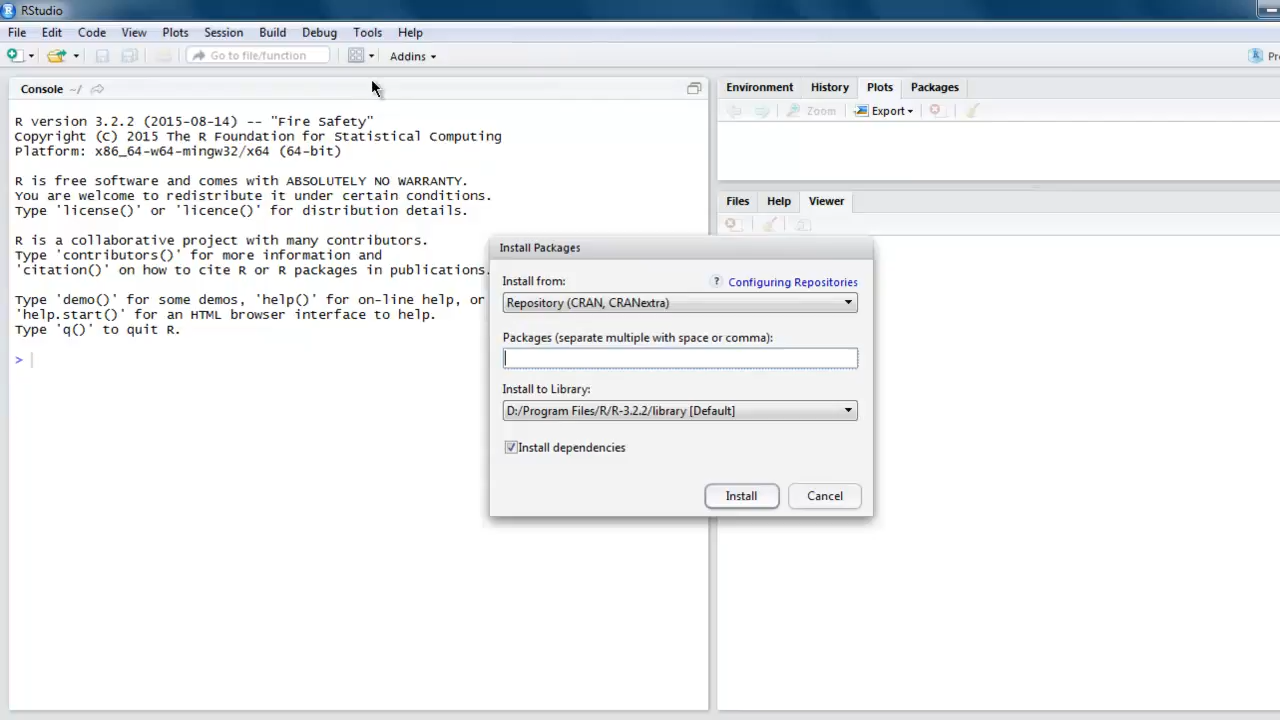 RStudio
File Edit Code View Plots Session Build Debug Tools Help
Go to file/function Addins
Console ~/
R version 3.2.2 (2015-08-14) -- "Fire Safety"
Copyright (C) 2015 The R Foundation for Statistical Computing
Platform: x86_64-w64-mingw32/x64 (64-bit)
R is free software and comes with ABSOLUTELY NO WARRANTY.
You are welcome to redistribute it under certain conditions.
Type 'license()' or 'licence()' for distribution details.
R is a collaborative project with many contributors.
Type 'contributors()' for more information and
'citation()' on how to cite R or R packages in publications.
Type 'demo()' for some demos, 'help()' for on-line help, or
'help.start()' for an HTML browser interface to help.
Type 'q()' to quit R.
>
Environment History Plots Packages
Zoom Export
Files Help Viewer
Install Packages
Install from: ? Configuring Repositories
Repository (CRAN, CRANextra)
Packages (separate multiple with space or comma):
Install to Library:
D:/Program Files/R/R-3.2.2/library [Default]
Install dependencies
Install Cancel